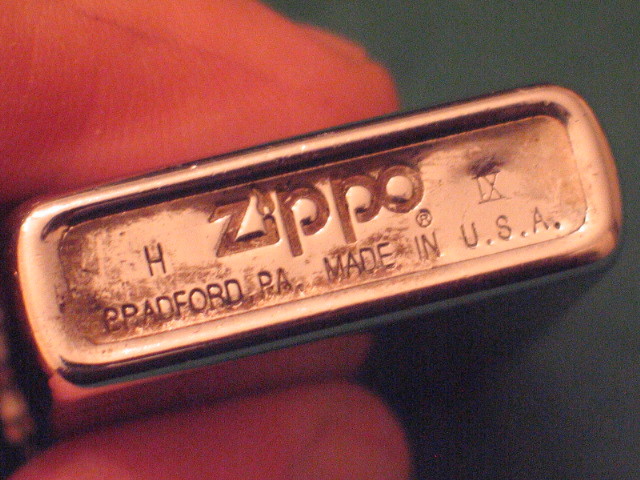 H zippo ® IX
BRADFORD, PA. MADE IN U.S.A.